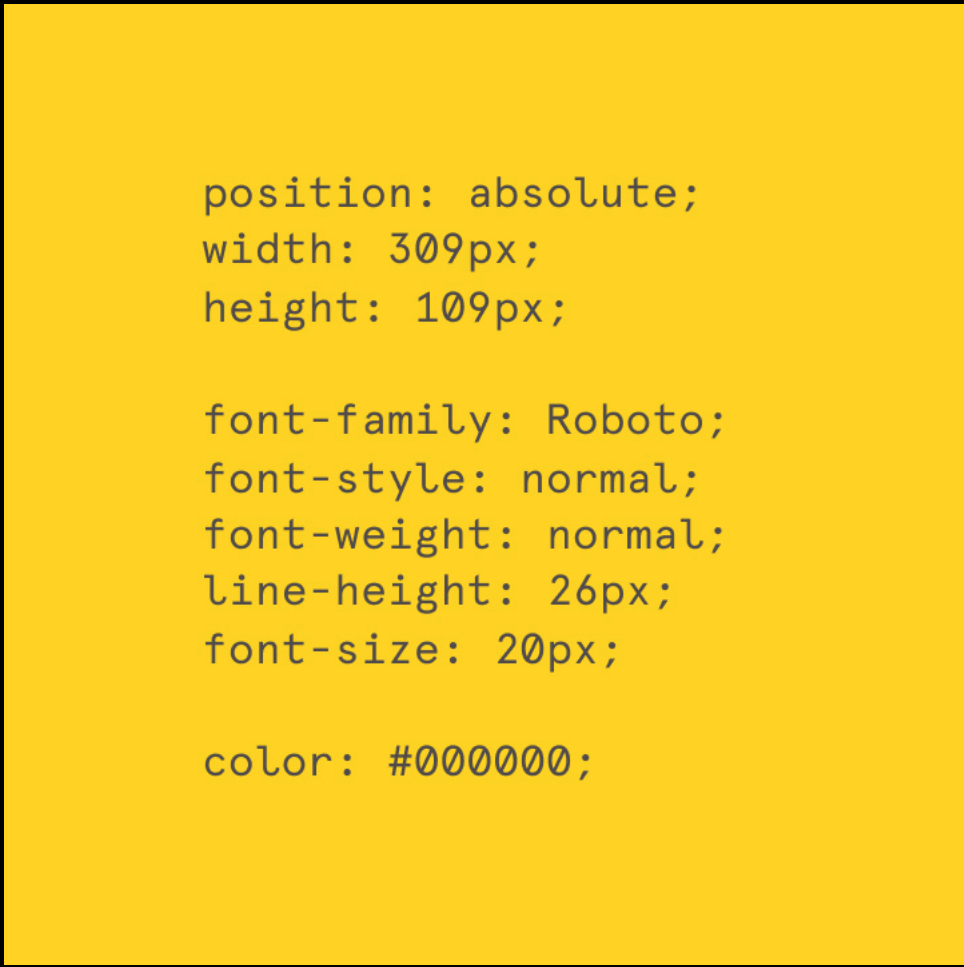 position: absolute;
width: 309px;
height: 109px;
font-family: Roboto;
font-style: normal;
font-weight: normal;
line-height: 26px;
font-size: 20px;
color: #000000;